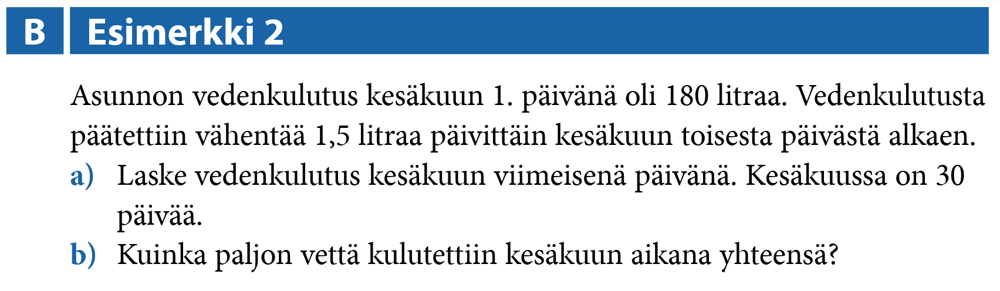 B Esimerkki 2
Asunnon vedenkulutus kesäkuun 1. päivänä oli 180 litraa. Vedenkulutusta
päätettiin vähentää 1,5 litraa päivittäin kesäkuun toisesta päivästä alkaen.
a) Laske vedenkulutus kesäkuun viimeisenä päivänä. Kesäkuussa on 30
päivää.
b) Kuinka paljon vettä kulutettiin kesäkuun aikana yhteensä?